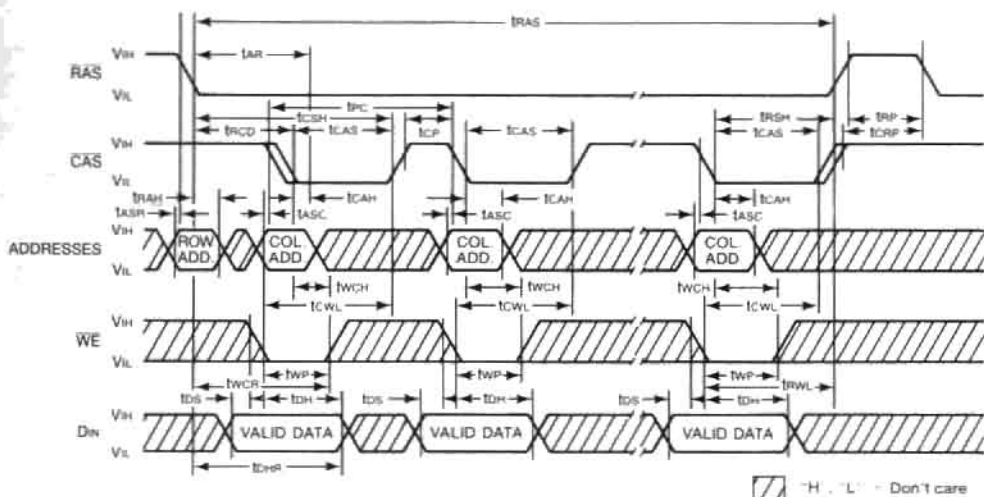 tRAS
tAR
VIH
RAS
VIL
tPC
tCSH
tRCD
tCAS
tCP
tCAS
tRSH
tCAS
tRP
tCRP
VIH
CAS
VIL
tRAH
tASR
tCAH
tASC
tCAH
tASC
tCAH
tASC
VIH
ADDRESSES
VIL
ROW ADD.
COL. ADD
COL. ADD.
COL. ADD
tWCH
tCWL
tWCH
tCWL
tWCH
tCWL
VIH
WE
VIL
tWP
tWCR
tWP
tWP
tRWL
tDS
tDH
tDS
tDH
tDS
tDH
VIH
DIN
VIL
VALID DATA
VALID DATA
VALID DATA
tDHR
"H", "L" - Don't care